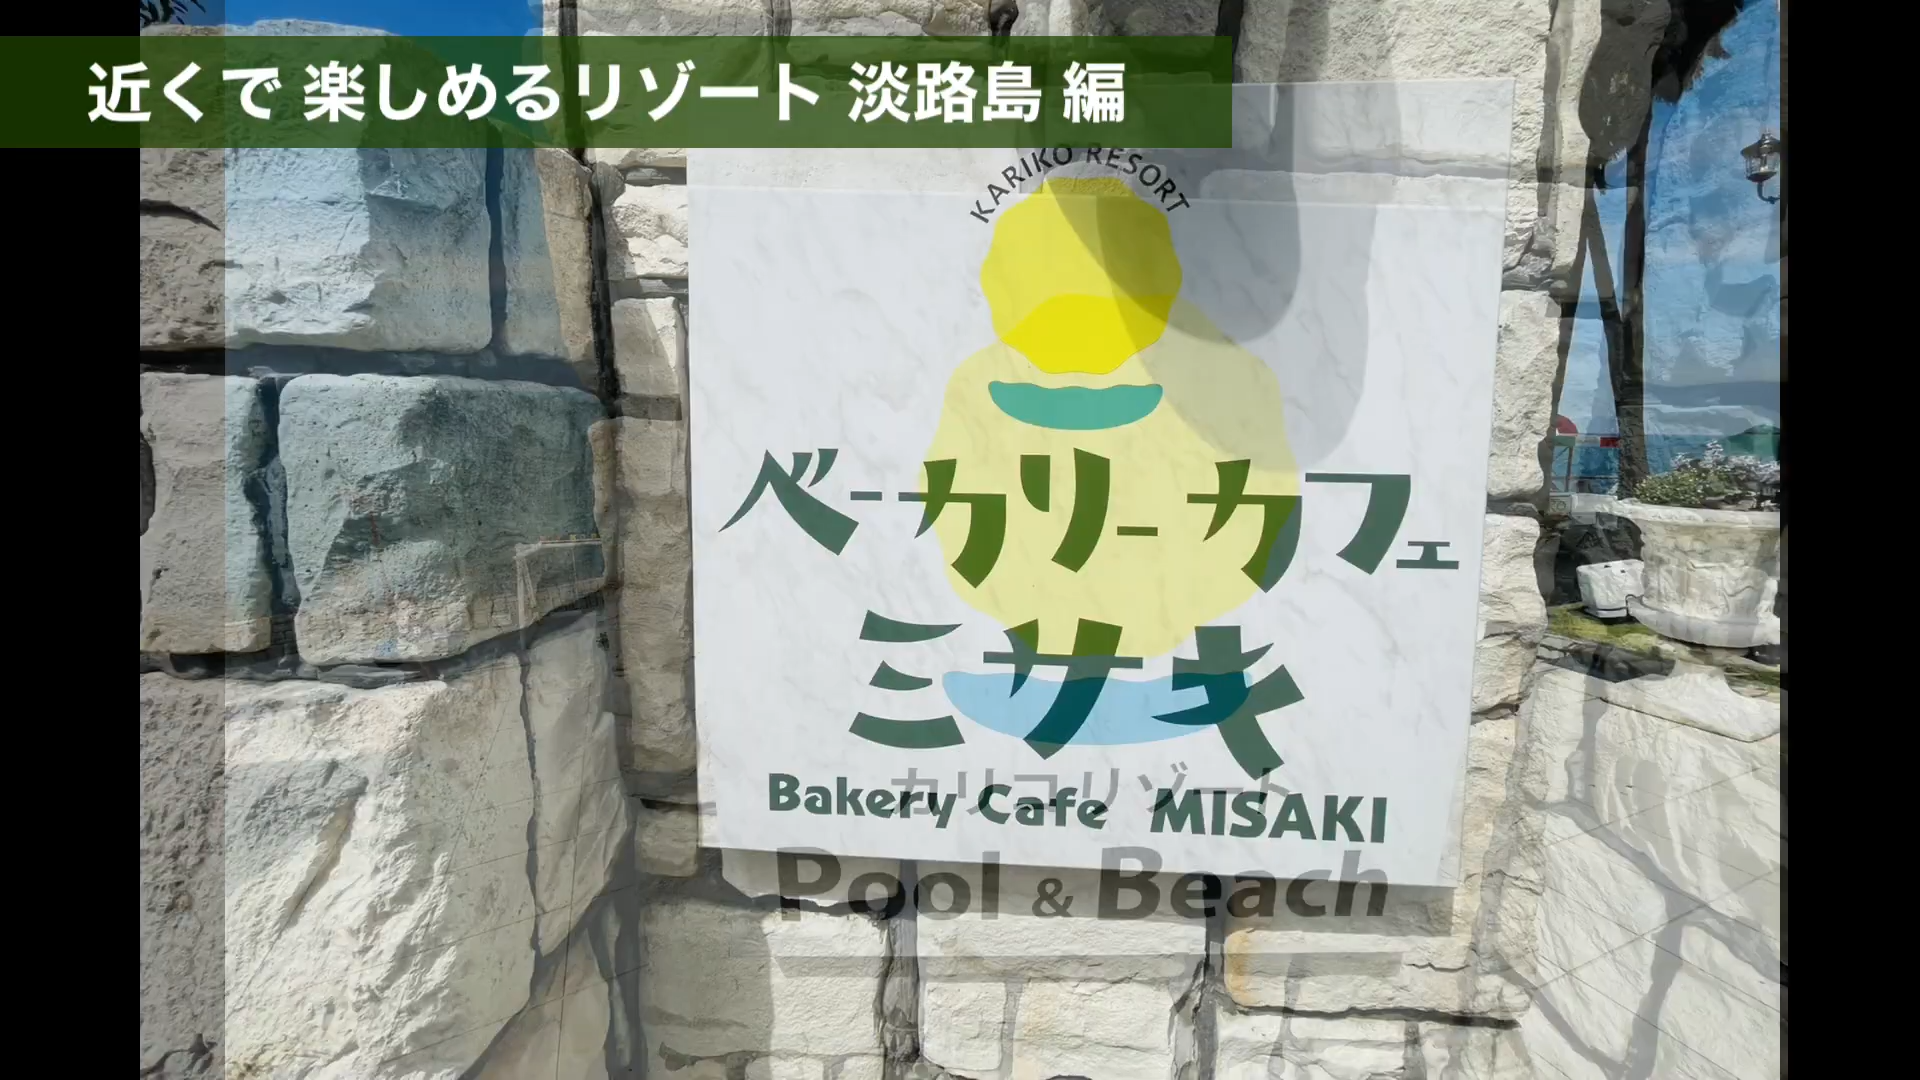 近くで 楽しめるリゾート 淡路島 編
KARIKO RESORT
ベーカリーカフェ
ミサキ
カリコリゾート
Bakery Cafe MISAKI
Pool & Beach